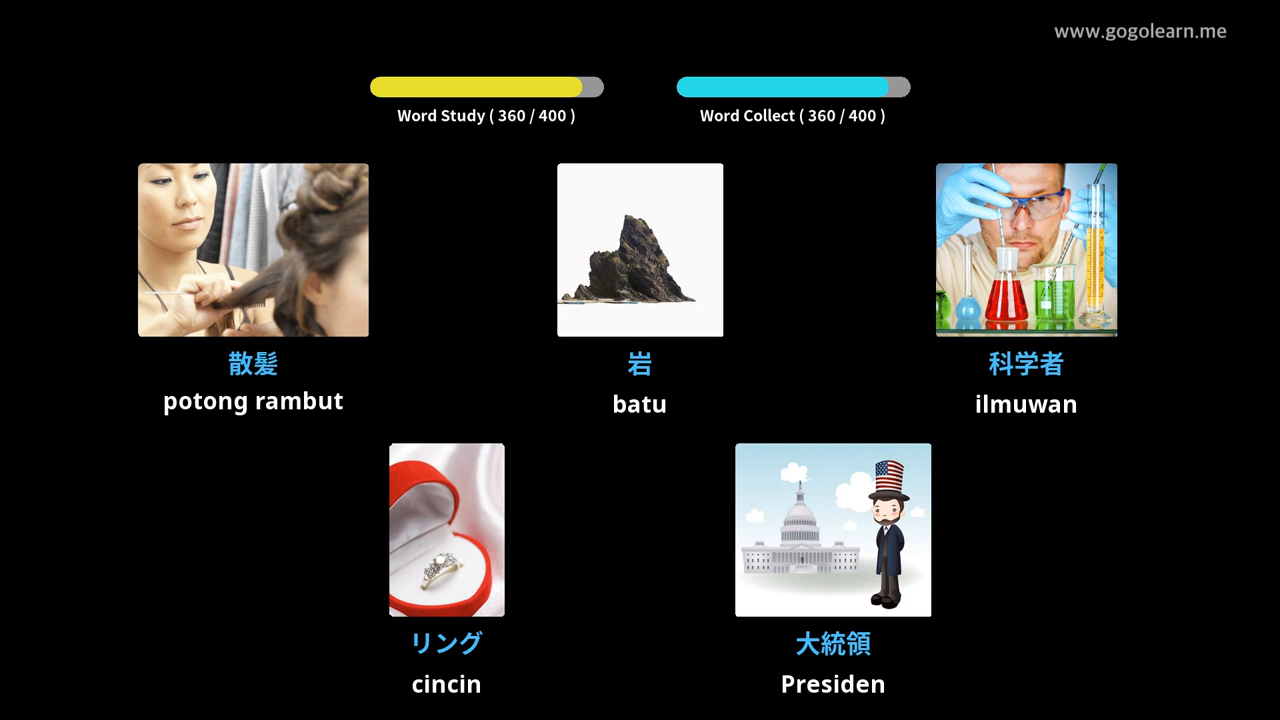 www.gogolearn.me
Word Study ( 360 / 400 )
Word Collect ( 360 / 400 )
散髪
potong rambut
岩
batu
科学者
ilmuwan
リング
cincin
大統領
Presiden